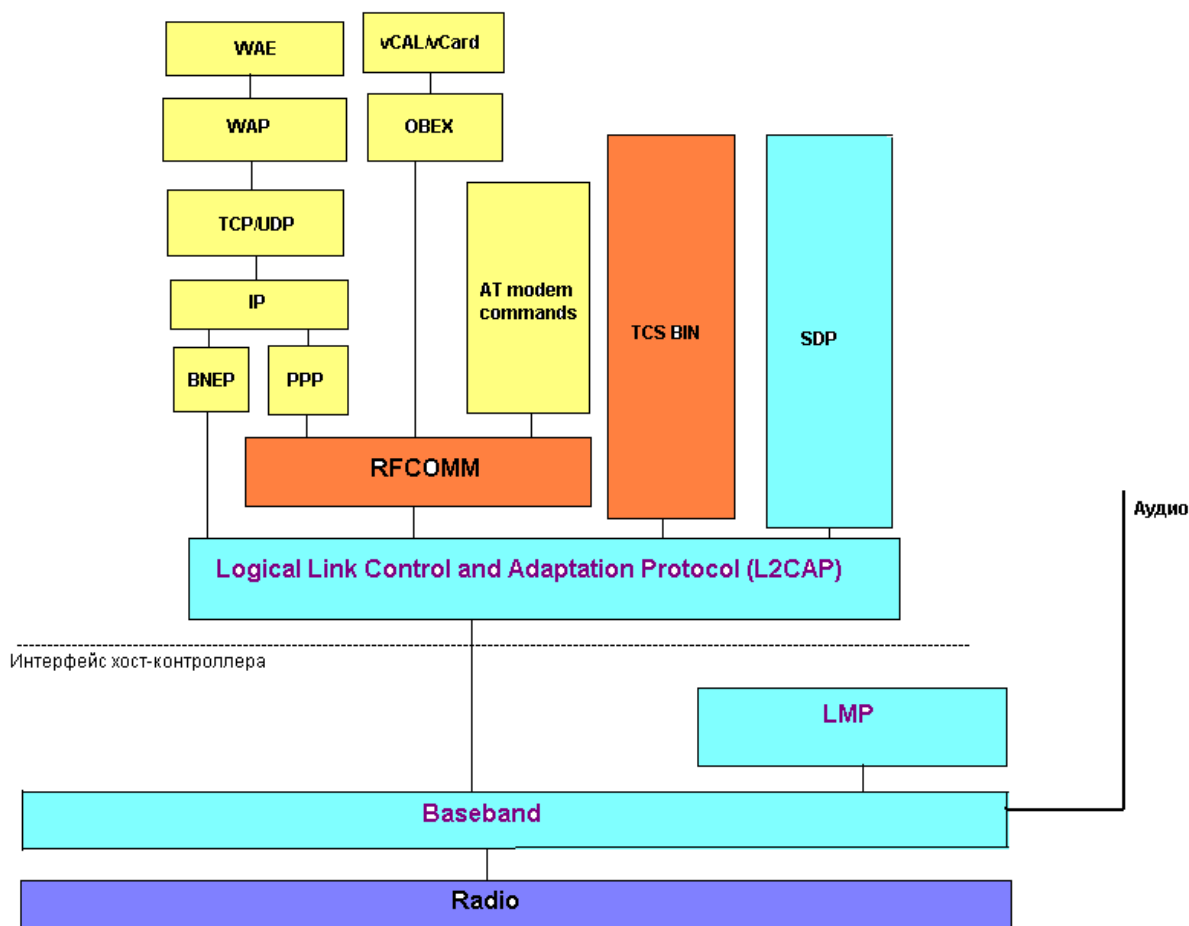 WAE
vCAL/vCard
WAP
OBEX
TCP/UDP
AT modem
commands
IP
TCS BIN
SDP
BNEP
PPP
RFCOMM
Аудио
Logical Link Control and Adaptation Protocol (L2CAP)
Интерфейс хост-контроллера
LMP
Baseband
Radio